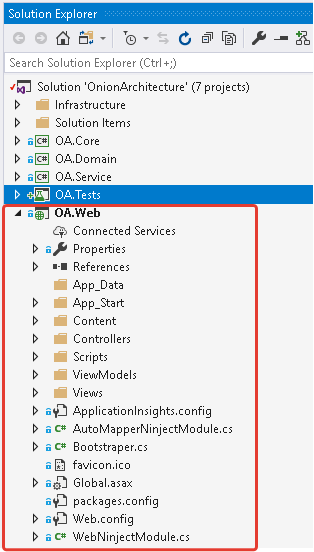 Solution Explorer
Search Solution Explorer (Ctrl+;)
Solution 'OnionArchitecture' (7 projects)
Infrastructure
Solution Items
C# OA.Core
C# OA.Domain
C# OA.Service
OA.Tests
OA.Web
Connected Services
Properties
References
App_Data
App_Start
Content
Controllers
Scripts
ViewModels
Views
ApplicationInsights.config
C# AutoMapperNinjectModule.cs
C# Bootstraper.cs
favicon.ico
Global.asax
packages.config
Web.config
C# WebNinjectModule.cs